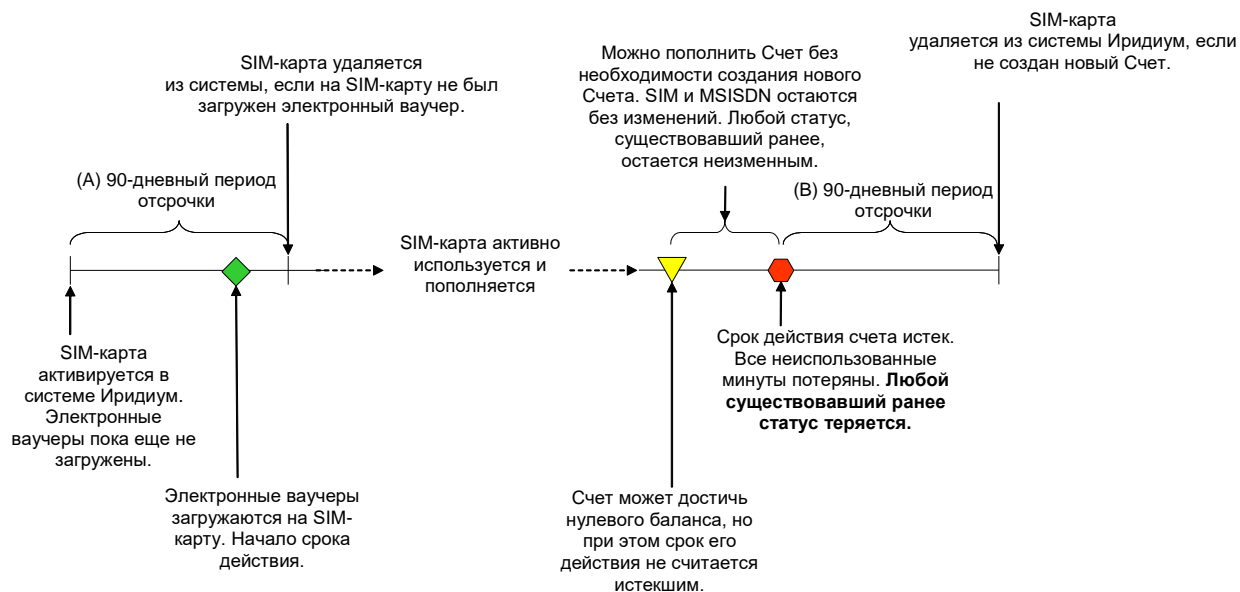 SIM-карта
удаляется из системы Иридиум, если
не создан новый Счет.
Можно пополнить Счет без
необходимости создания нового
Счета. SIM и MSISDN остаются
без изменений. Любой статус,
существовавший ранее,
остается неизменным.
SIM-карта удаляется
из системы, если на SIM-карту не был
загружен электронный ваучер.
(A) 90-дневный период
отсрочки
(B) 90-дневный период
отсрочки
SIM-карта активно
используется и
пополняется
SIM-карта
активируется в
системе Иридиум.
Электронные
ваучеры пока еще не
загружены.
Срок действия счета истек.
Все неиспользованные
минуты потеряны. Любой
существовавший ранее
статус теряется.
Электронные ваучеры
загружаются на SIM-
карту. Начало срока
действия.
Счет может достичь
нулевого баланса, но
при этом срок его
действия не считается
истекшим.